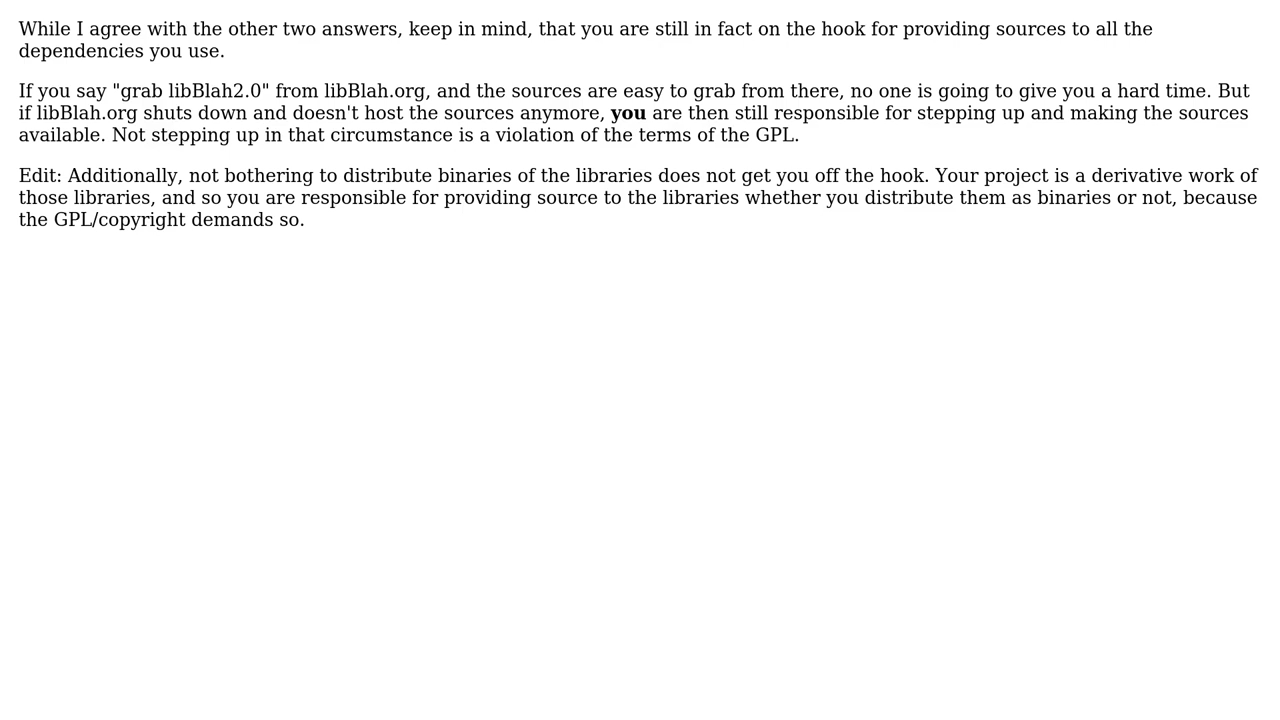 While I agree with the other two answers, keep in mind, that you are still in fact on the hook for providing sources to all the
dependencies you use.
If you say "grab libBlah2.0" from libBlah.org, and the sources are easy to grab from there, no one is going to give you a hard time. But
if libBlah.org shuts down and doesn't host the sources anymore, you are then still responsible for stepping up and making the sources
available. Not stepping up in that circumstance is a violation of the terms of the GPL.
Edit: Additionally, not bothering to distribute binaries of the libraries does not get you off the hook. Your project is a derivative work of
those libraries, and so you are responsible for providing source to the libraries whether you distribute them as binaries or not, because
the GPL/copyright demands so.